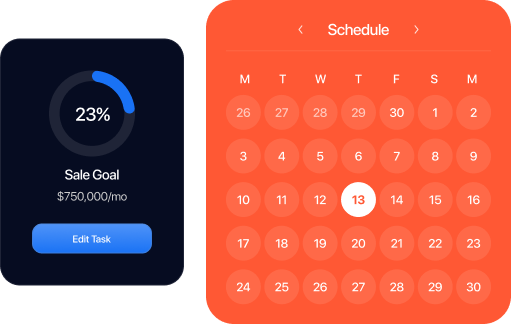 23%
Sale Goal
$750,000/mo
Edit Task
Schedule
M T W T F S M
26 27 28 29 30 1 2
3 4 5 6 7 8 9
10 11 12 13 14 15 16
17 18 19 20 21 22 23
24 25 26 27 28 29 30